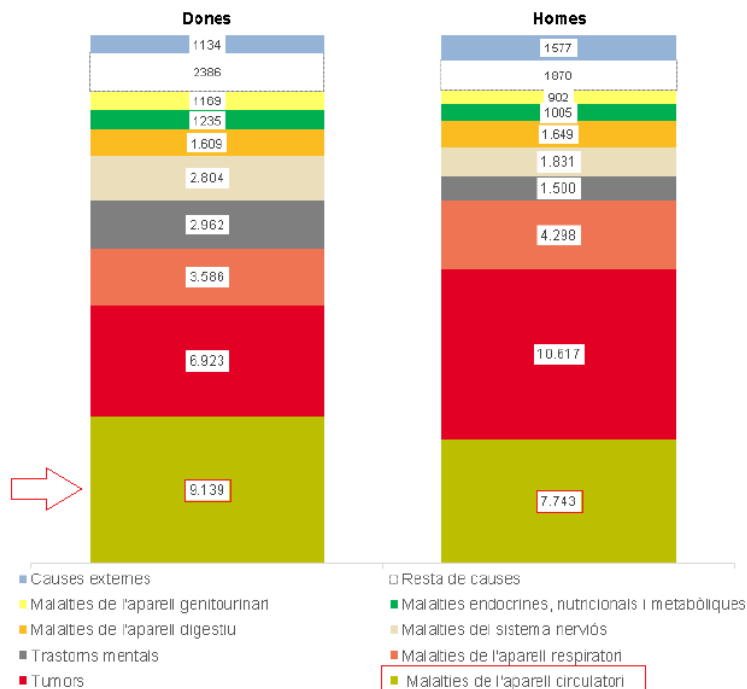 Dones Homes
1134 1577
2386 1870
1169 902
1235 1005
1.609 1.649
2.804 1.831
2.962 1.500
3.586 4.298
6.923 10.617
9.139 7.743
Causes externes Resta de causes
Malalties de l'aparell genitourinari Malalties endocrines, nutricionals i metabòliques
Malalties de l'aparell digestiu Malalties del sistema nerviós
Trastorns mentals Malalties de l'aparell respiratori
Tumors Malalties de l'aparell circulatori